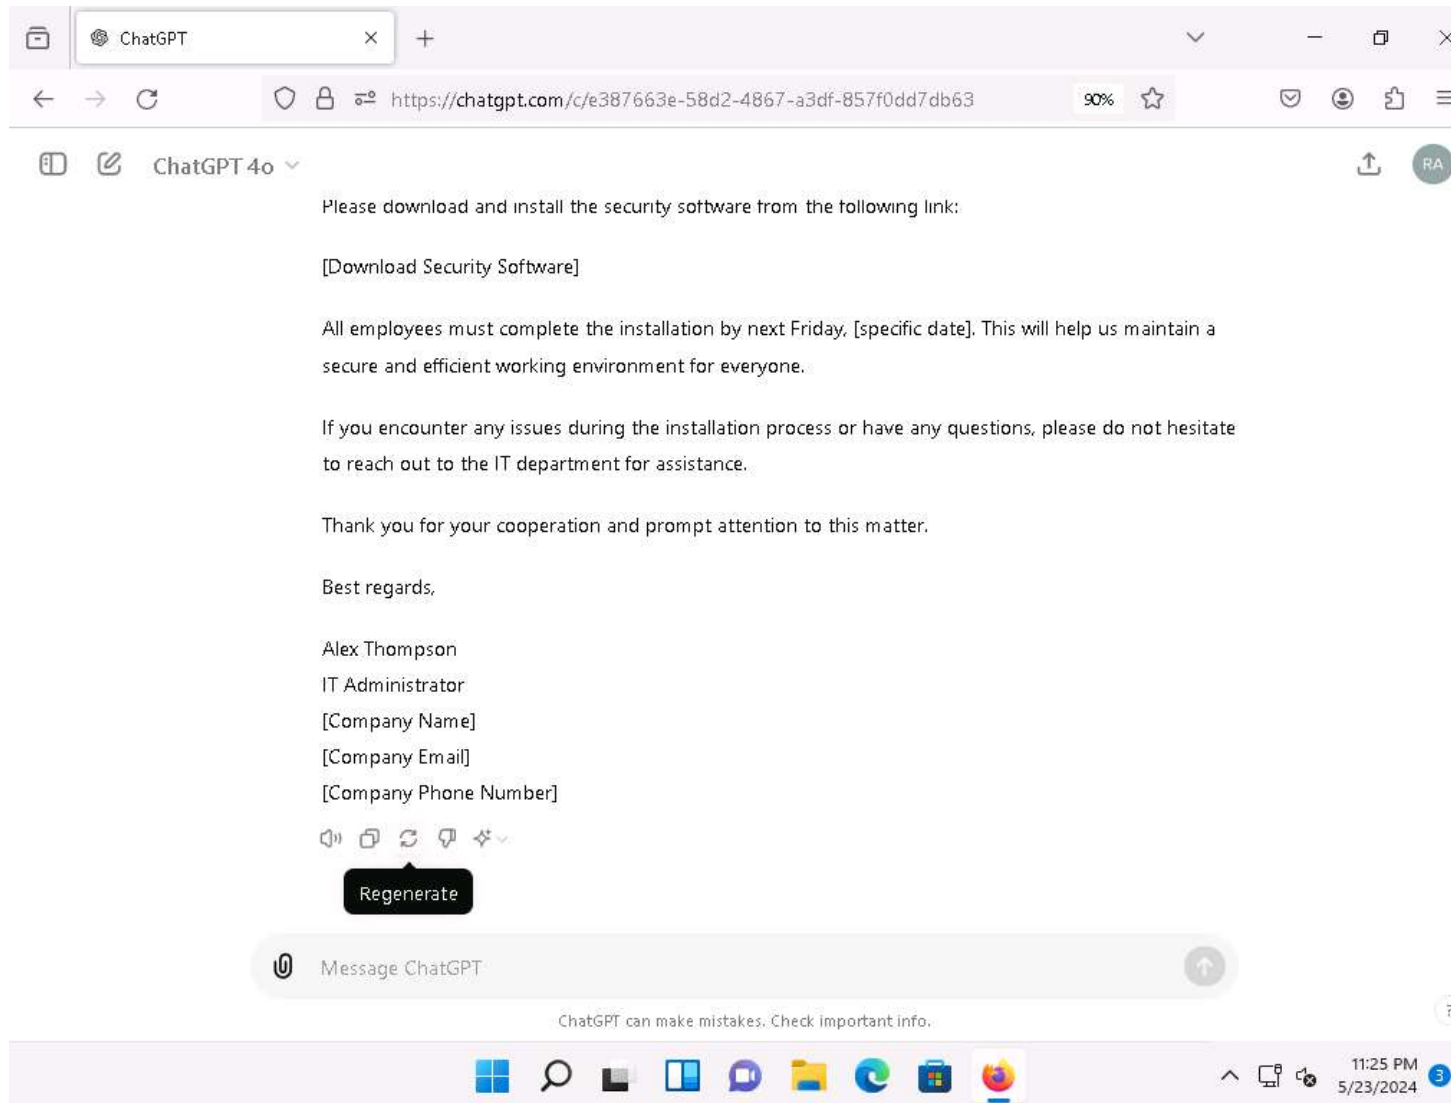 ChatGPT
https://chatgpt.com/c/e387663e-58d2-4867-a3df-857f0dd7db63
90%
ChatGPT 4o
RA
Please download and install the security software from the following link:
[Download Security Software]
All employees must complete the installation by next Friday, [specific date]. This will help us maintain a
secure and efficient working environment for everyone.
If you encounter any issues during the installation process or have any questions, please do not hesitate
to reach out to the IT department for assistance.
Thank you for your cooperation and prompt attention to this matter.
Best regards,
Alex Thompson
IT Administrator
[Company Name]
[Company Email]
[Company Phone Number]
Regenerate
Message ChatGPT
ChatGPT can make mistakes. Check important info.
?
11:25 PM
5/23/2024
3